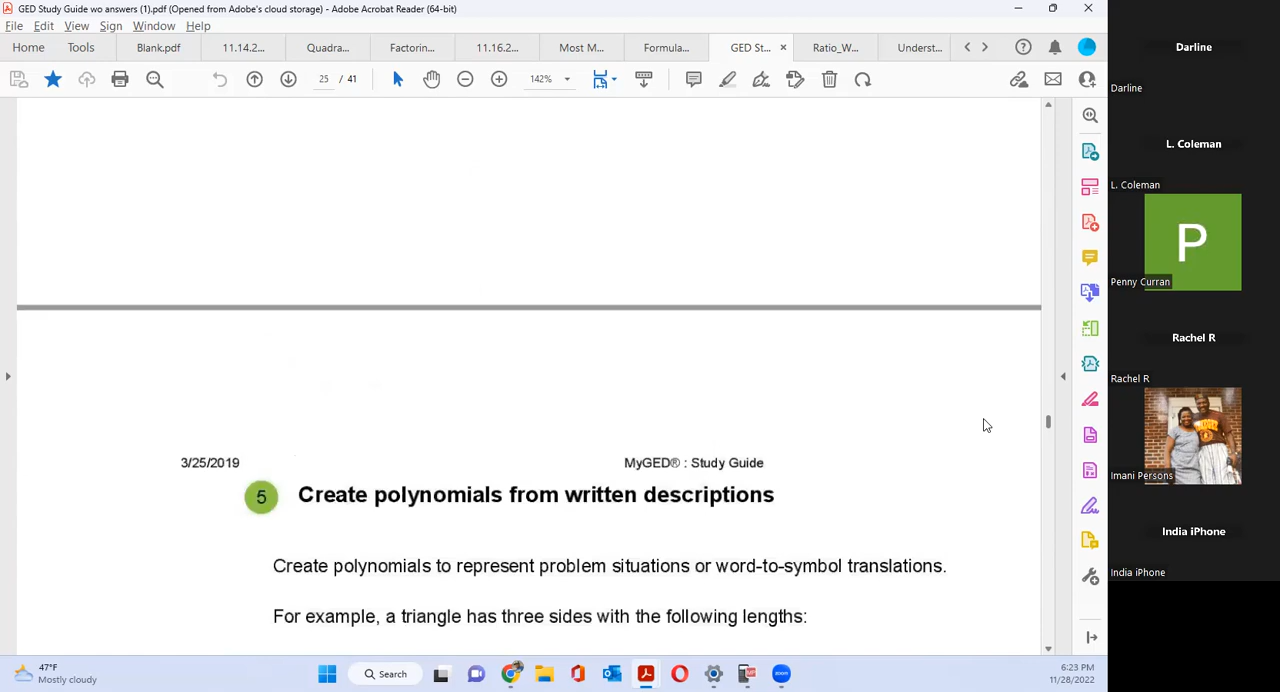 GED Study Guide wo answers (1).pdf (Opened from Adobe's cloud storage) - Adobe Acrobat Reader (64-bit)
File Edit View Sign Window Help
Home Tools Blank.pdf 11.14.2... Quadra... Factorin... 11.16.2... Most M... Formula... GED St... × Ratio_W... Underst...
25 / 41 142%
3/25/2019 MyGED® : Study Guide
5 Create polynomials from written descriptions
Create polynomials to represent problem situations or word-to-symbol translations.
For example, a triangle has three sides with the following lengths:
Darline
Darline
L. Coleman
L. Coleman
P
Penny Curran
Rachel R
Rachel R
Imani Persons
India iPhone
India iPhone
47°F
Mostly cloudy
Search
zoom
6:23 PM
11/28/2022